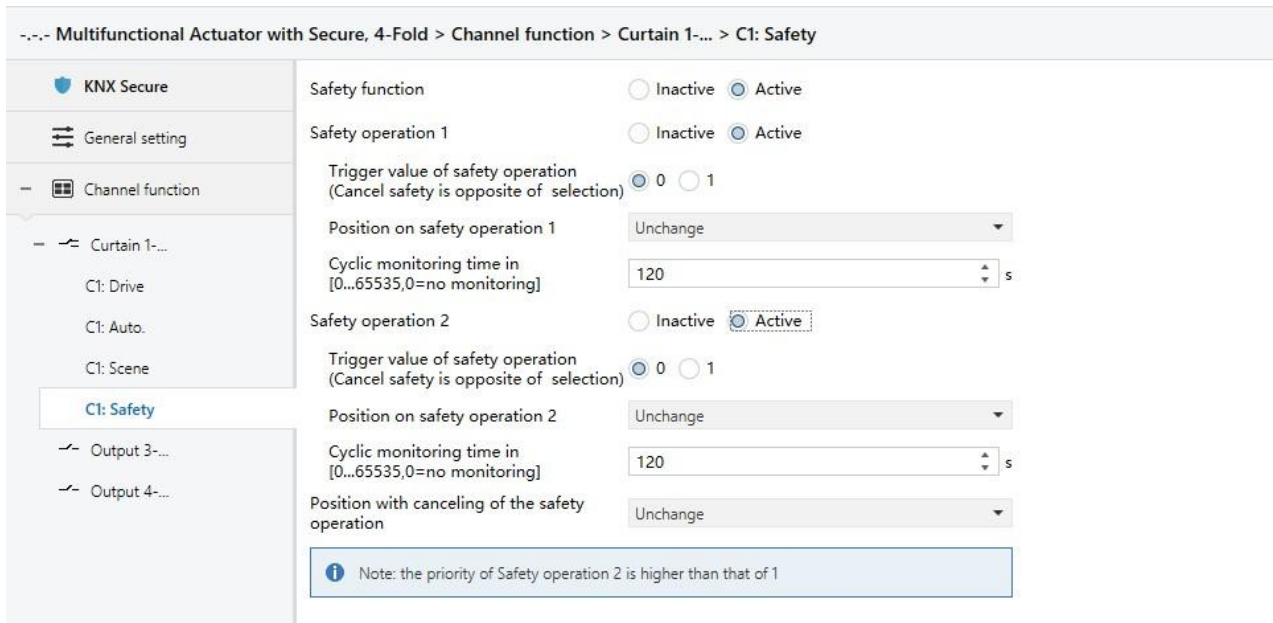 -.-.- Multifunctional Actuator with Secure, 4-Fold > Channel function > Curtain 1-... > C1: Safety
KNX Secure
General setting
Channel function
Curtain 1-...
C1: Drive
C1: Auto.
C1: Scene
C1: Safety
Output 3-...
Output 4-...
Safety function Inactive Active
Safety operation 1 Inactive Active
Trigger value of safety operation
(Cancel safety is opposite of selection) 0 1
Position on safety operation 1 Unchange
Cyclic monitoring time in
[0...65535,0=no monitoring] 120 s
Safety operation 2 Inactive Active
Trigger value of safety operation
(Cancel safety is opposite of selection) 0 1
Position on safety operation 2 Unchange
Cyclic monitoring time in
[0...65535,0=no monitoring] 120 s
Position with canceling of the safety
operation Unchange
Note: the priority of Safety operation 2 is higher than that of 1